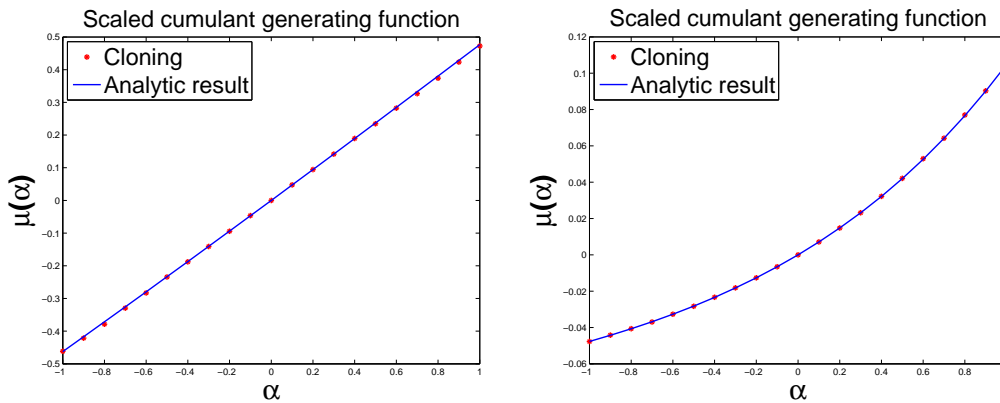 Scaled cumulant generating function
Cloning
Analytic result
0.5
0.4
0.3
0.2
0.1
0
−0.1
−0.2
−0.3
−0.4
−0.5
μ(α)
−1 −0.8 −0.6 −0.4 −0.2 0 0.2 0.4 0.6 0.8 1
α
Scaled cumulant generating function
Cloning
Analytic result
0.12
0.1
0.08
0.06
0.04
0.02
0
−0.02
−0.04
−0.06
μ(α)
−1 −0.8 −0.6 −0.4 −0.2 0 0.2 0.4 0.6 0.8
α